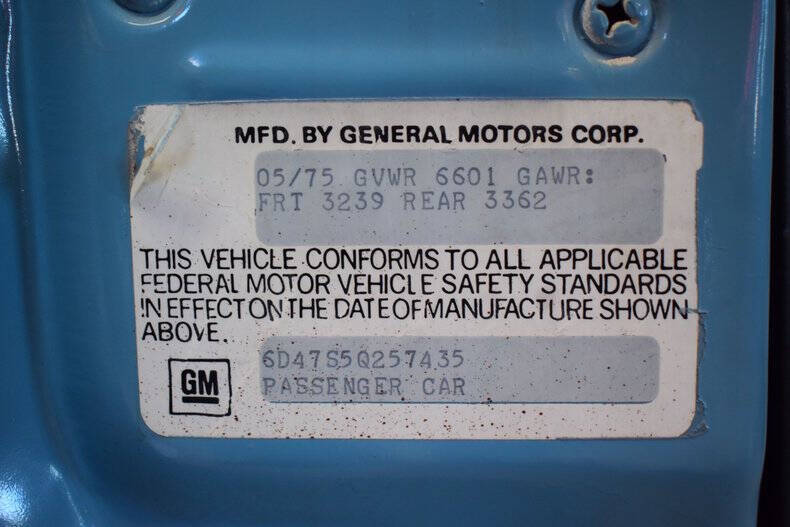 MFD. BY GENERAL MOTORS CORP.
05/75 GVWR 6601 GAWR:
FRT 3239 REAR 3362
THIS VEHICLE CONFORMS TO ALL APPLICABLE
FEDERAL MOTOR VEHICLE SAFETY STANDARDS
IN EFFECT ON THE DATE OF MANUFACTURE SHOWN
ABOVE.
6D47S5Q257435
PASSENGER CAR
GM